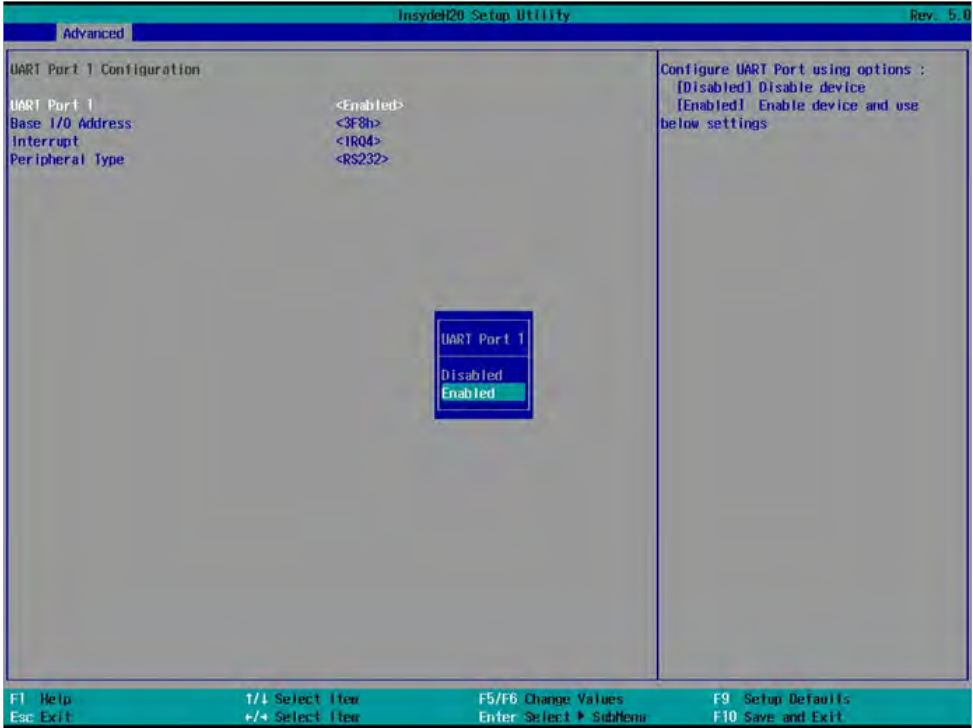 InsydeH20 Setup Utility Rev. 5.0
Advanced
UART Port 1 Configuration
UART Port 1 <Enabled>
Base I/O Address <3F8h>
Interrupt <IRQ4>
Peripheral Type <RS232>
Configure UART Port using options :
[Disabled] Disable device
[Enabled] Enable device and use
below settings
UART Port 1
Disabled
Enabled
F1 Help ↑/↓ Select Item F5/F6 Change Values F9 Setup Defaults
Esc Exit ←/→ Select Item Enter Select ▶ SubMenu F10 Save and Exit